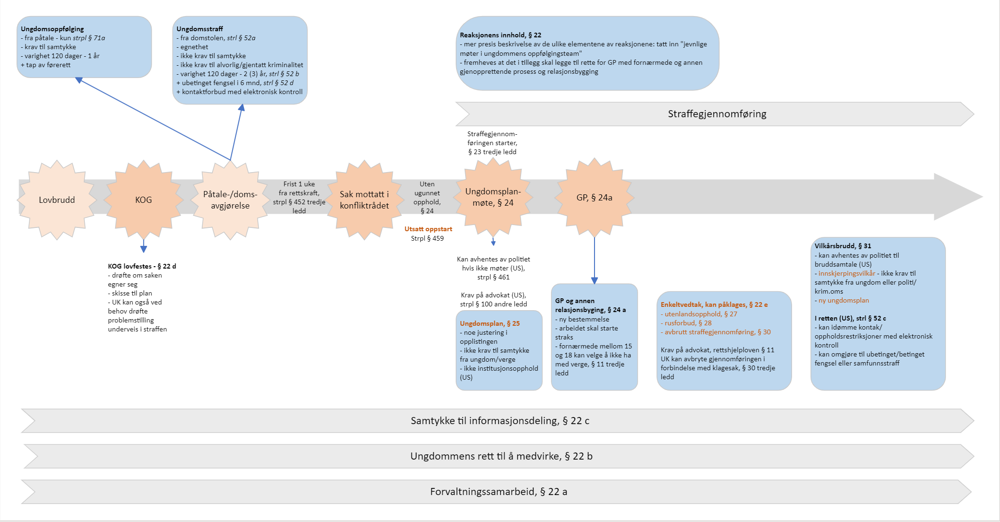 Ungdomsoppfølging
- fra påtale - kun strpl § 71a
- krav til samtykke
- varighet 120 dager - 1 år
+ tap av førerett
Ungdomsstraff
- fra domstolen, strl § 52a
- egnethet
- ikke krav til samtykke
- ikke krav til alvorlig/gjentatt kriminalitet
- varighet 120 dager - 2 (3) år, strl § 52 b
+ ubetinget fengsel i 6 mnd, strl § 52 d
+ kontaktforbud med elektronisk kontroll
Reaksjonens innhold, § 22
- mer presis beskrivelse av de ulike elementene av reaksjonene: tatt inn "jevnlige
møter i ungdommens oppfølgingsteam"
- fremheves at det i tillegg skal legge til rette for GP med fornærmede og annen
gjenopprettende prosess og relasjonsbygging
Straffegjennomføring
Straffegjennom-
føringen starter,
§ 23 tredje ledd
Lovbrudd
KOG
Påtale-/doms-
avgjørelse
Frist 1 uke
fra rettskraft,
strpl § 452 tredje
ledd
Sak mottatt i
konfliktrådet
Uten
ugunnet
opphold,
§ 24
Utsatt oppstart
Strpl § 459
Ungdomsplan-
møte, § 24
GP, § 24a
KOG lovfestes - § 22 d
- drøfte om saken
egner seg
- skisse til plan
- UK kan også ved
behov drøfte
problemstilling
underveis i straffen
Kan avhentes av politiet
hvis ikke møter (US),
strpl § 461
Krav på advokat (US),
strpl § 100 andre ledd
Ungdomsplan, § 25
- noe justering i
opplistingen
- ikke krav til samtykke
fra ungdom/verge
- ikke institusjonsopphold
(US)
GP og annen
relasjonsbyging, § 24 a
- ny bestemmelse
- arbeidet skal starte
straks
- fornærmede mellom 15
og 18 kan velge å ikke ha
med verge, § 11 tredje
ledd
Enkeltvedtak, kan påklages, § 22 e
- utenlandsopphold, § 27
- rusforbud, § 28
- avbrutt straffegjennomføring, § 30
Krav på advokat, rettshjelploven § 11
UK kan avbryte gjennomføringen i
forbindelse med klagesak, § 30 tredje
ledd
Vilkårsbrudd, § 31
- kan avhentes av politiet til
bruddsamtale (US)
- innskjerpingsvilkår - ikke krav til
samtykke fra ungdom eller politi/
krim.oms
- ny ungdomsplan
I retten (US), strl § 52 c
- kan idømme kontak/
oppholdsrestriksjoner med elektronisk
kontroll
- kan omgjøre til ubetinget/betinget
fengsel eller samfunnsstraff
Samtykke til informasjonsdeling, § 22 c
Ungdommens rett til å medvirke, § 22 b
Forvaltningssamarbeid, § 22 a